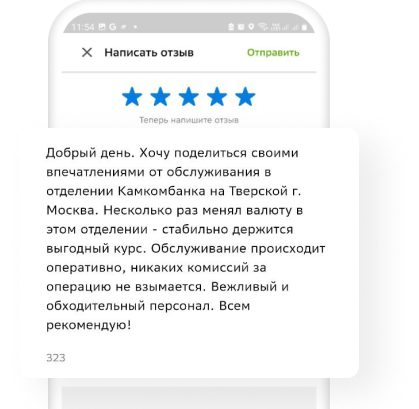 11:54
Написать отзыв
Отправить
Теперь напишите отзыв
Добрый день. Хочу поделиться своими
впечатлениями от обслуживания в
отделении Камкомбанка на Тверской г.
Москва. Несколько раз менял валюту в
этом отделении - стабильно держится
выгодный курс. Обслуживание происходит
оперативно, никаких комиссий за
операцию не взымается. Вежливый и
обходительный персонал. Всем
рекомендую!
323